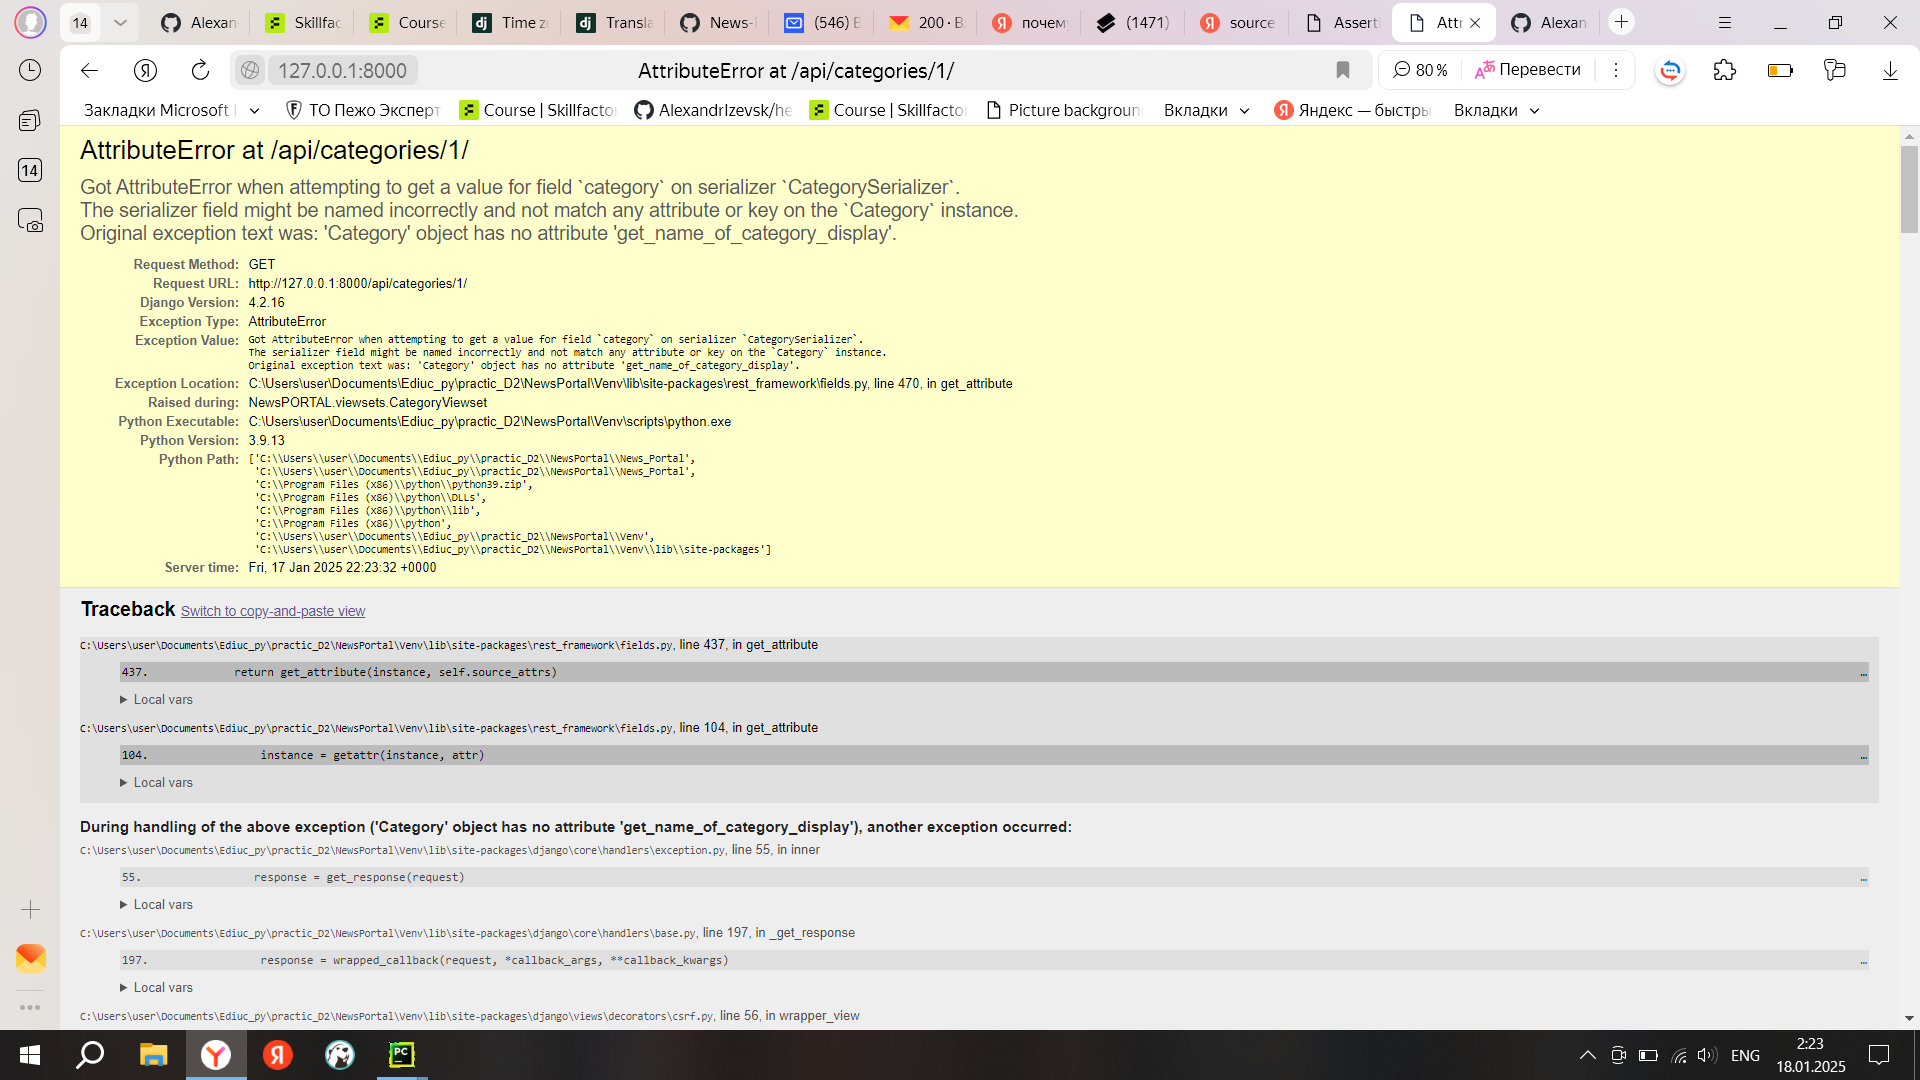 14
Alexan
Skillfac
Course
Time z
Transla
News-
(546) E
200 · B
почем
(1471)
source
Asserti
Attr
Alexan
127.0.0.1:8000
AttributeError at /api/categories/1/
80 %
Перевести
Закладки Microsoft
ТО Пежо Эксперт
Course | Skillfacto
AlexandrIzevsk/he
Course | Skillfacto
Picture backgroun
Вкладки
Яндекс — быстры
Вкладки
14
AttributeError at /api/categories/1/
Got AttributeError when attempting to get a value for field `category` on serializer `CategorySerializer`.
The serializer field might be named incorrectly and not match any attribute or key on the `Category` instance.
Original exception text was: 'Category' object has no attribute 'get_name_of_category_display'.
Request Method: GET
Request URL: http://127.0.0.1:8000/api/categories/1/
Django Version: 4.2.16
Exception Type: AttributeError
Exception Value: Got AttributeError when attempting to get a value for field `category` on serializer `CategorySerializer`.
The serializer field might be named incorrectly and not match any attribute or key on the `Category` instance.
Original exception text was: 'Category' object has no attribute 'get_name_of_category_display'.
Exception Location: C:\Users\user\Documents\Ediuc_py\practic_D2\NewsPortal\Venv\lib\site-packages\rest_framework\fields.py, line 470, in get_attribute
Raised during: NewsPORTAL.viewsets.CategoryViewset
Python Executable: C:\Users\user\Documents\Ediuc_py\practic_D2\NewsPortal\Venv\scripts\python.exe
Python Version: 3.9.13
Python Path: ['C:\\Users\\user\\Documents\\Ediuc_py\\practic_D2\\NewsPortal\\News_Portal',
'C:\\Users\\user\\Documents\\Ediuc_py\\practic_D2\\NewsPortal\\News_Portal',
'C:\\Program Files (x86)\\python\\python39.zip',
'C:\\Program Files (x86)\\python\\DLLs',
'C:\\Program Files (x86)\\python\\lib',
'C:\\Program Files (x86)\\python',
'C:\\Users\\user\\Documents\\Ediuc_py\\practic_D2\\NewsPortal\\Venv',
'C:\\Users\\user\\Documents\\Ediuc_py\\practic_D2\\NewsPortal\\Venv\\lib\\site-packages']
Server time: Fri, 17 Jan 2025 22:23:32 +0000
Traceback Switch to copy-and-paste view
C:\Users\user\Documents\Ediuc_py\practic_D2\NewsPortal\Venv\lib\site-packages\rest_framework\fields.py, line 437, in get_attribute
437. return get_attribute(instance, self.source_attrs) …
Local vars
C:\Users\user\Documents\Ediuc_py\practic_D2\NewsPortal\Venv\lib\site-packages\rest_framework\fields.py, line 104, in get_attribute
104. instance = getattr(instance, attr) …
Local vars
During handling of the above exception ('Category' object has no attribute 'get_name_of_category_display'), another exception occurred:
C:\Users\user\Documents\Ediuc_py\practic_D2\NewsPortal\Venv\lib\site-packages\django\core\handlers\exception.py, line 55, in inner
55. response = get_response(request) …
Local vars
C:\Users\user\Documents\Ediuc_py\practic_D2\NewsPortal\Venv\lib\site-packages\django\core\handlers\base.py, line 197, in _get_response
197. response = wrapped_callback(request, *callback_args, **callback_kwargs) …
Local vars
C:\Users\user\Documents\Ediuc_py\practic_D2\NewsPortal\Venv\lib\site-packages\django\views\decorators\csrf.py, line 56, in wrapper_view
ENG
2:23
18.01.2025